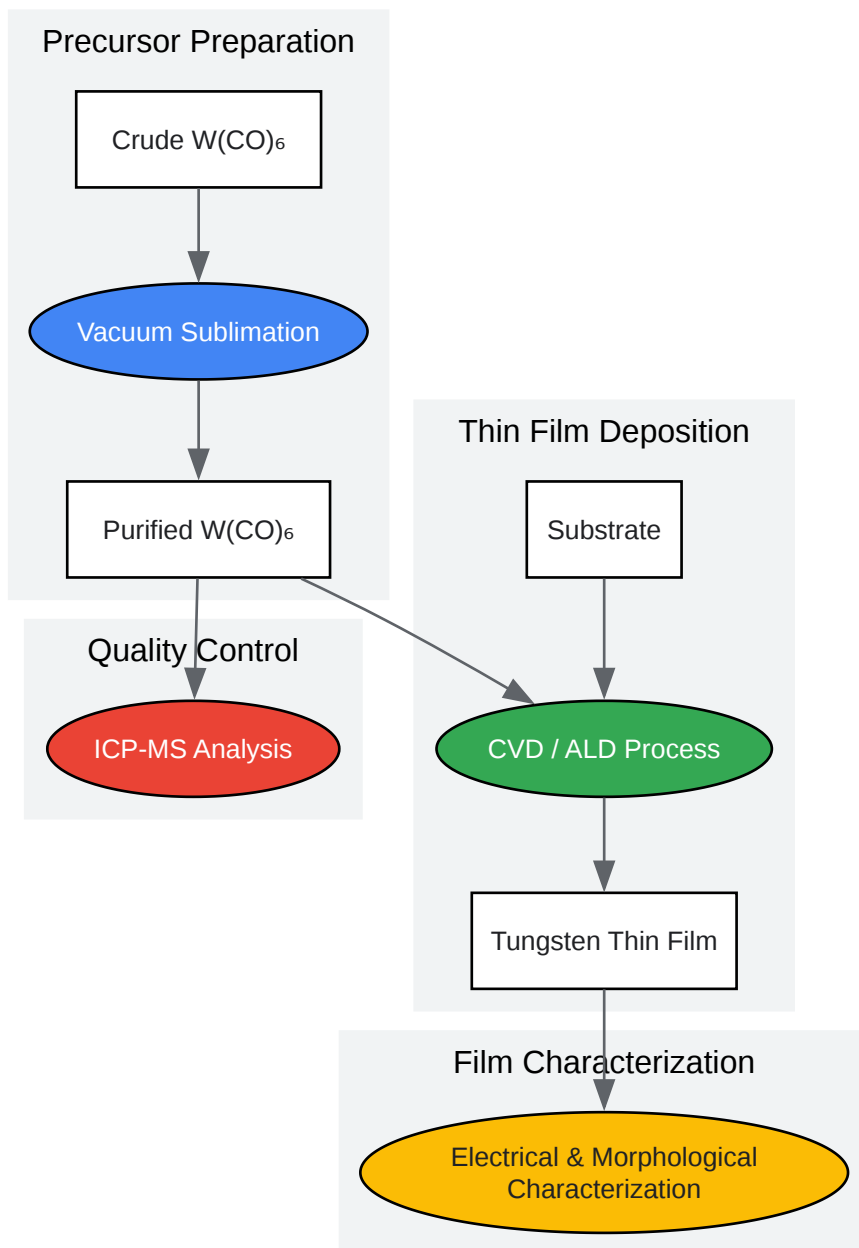 Precursor Preparation
Crude W(CO)₆
Vacuum Sublimation
Purified W(CO)₆
Thin Film Deposition
Substrate
Quality Control
ICP-MS Analysis
CVD / ALD Process
Tungsten Thin Film
Film Characterization
Electrical & Morphological
Characterization